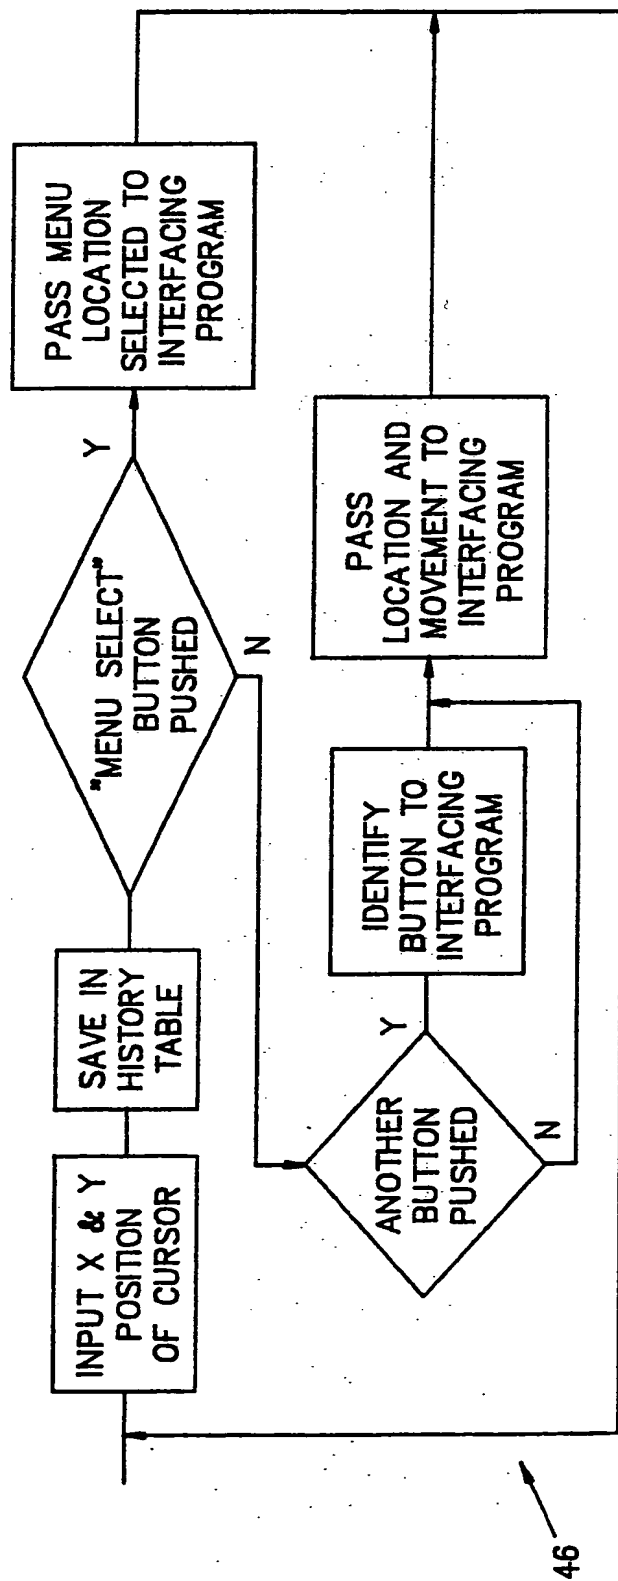 INPUT X & Y
POSITION
OF CURSOR
SAVE IN
HISTORY
TABLE
"MENU SELECT"
BUTTON
PUSHED
Y
N
PASS MENU
LOCATION
SELECTED TO
INTERFACING
PROGRAM
ANOTHER
BUTTON
PUSHED
Y
N
IDENTIFY
BUTTON TO
INTERFACING
PROGRAM
PASS
LOCATION AND
MOVEMENT TO
INTERFACING
PROGRAM
46